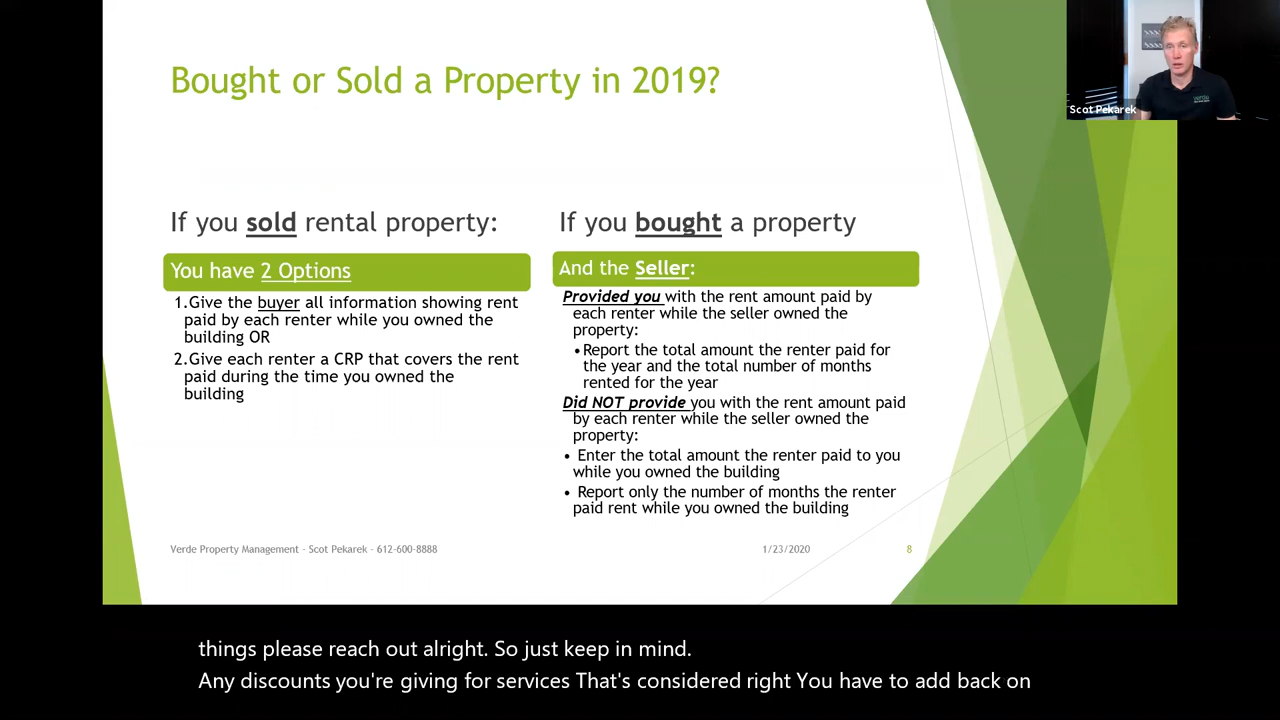 Bought or Sold a Property in 2019?
Scot Pekarek
If you sold rental property:
You have 2 Options
1.Give the buyer all information showing rent
paid by each renter while you owned the
building OR
2.Give each renter a CRP that covers the rent
paid during the time you owned the
building
If you bought a property
And the Seller:
Provided you with the rent amount paid by
each renter while the seller owned the
property:
•Report the total amount the renter paid for
the year and the total number of months
rented for the year
Did NOT provide you with the rent amount paid
by each renter while the seller owned the
property:
• Enter the total amount the renter paid to you
while you owned the building
• Report only the number of months the renter
paid rent while you owned the building
Verde Property Management - Scot Pekarek - 612-600-8888
1/23/2020
8
things please reach out alright. So just keep in mind.
Any discounts you're giving for services That's considered right You have to add back on